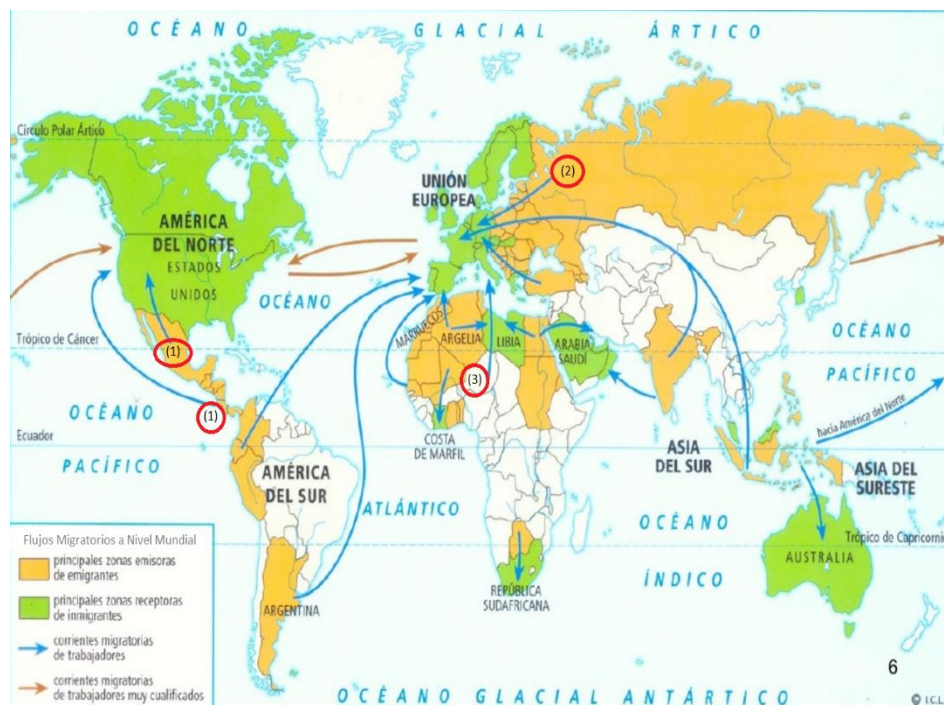 OCÉANO GLACIAL ÁRTICO
Círculo Polar Ártico
(2)
UNIÓN
EUROPEA
AMÉRICA
DEL NORTE
ESTADOS
UNIDOS
OCÉANO
MARRUECOS
ARGELIA
LIBIA
ARABIA
SAUDÍ
OCÉANO
Trópico de Cáncer
(1)
(3)
PACÍFICO
(1)
OCÉANO
hacia América del Norte
Ecuador
COSTA
DE MARFIL
ASIA
DEL SUR
PACÍFICO
AMÉRICA
DEL SUR
ASIA DEL
SURESTE
ATLÁNTICO
OCÉANO
Trópico de Capricornio
Flujos Migratorios a Nivel Mundial
AUSTRALIA
principales zonas emisoras
de emigrantes
ÍNDICO
REPÚBLICA
SUDAFRICANA
ARGENTINA
principales zonas receptoras
de inmigrantes
corrientes migratorias
de trabajadores
6
corrientes migratorias
de trabajadores muy cualificados
OCÉANO GLACIAL ANTÁRTICO
© I.C.L.